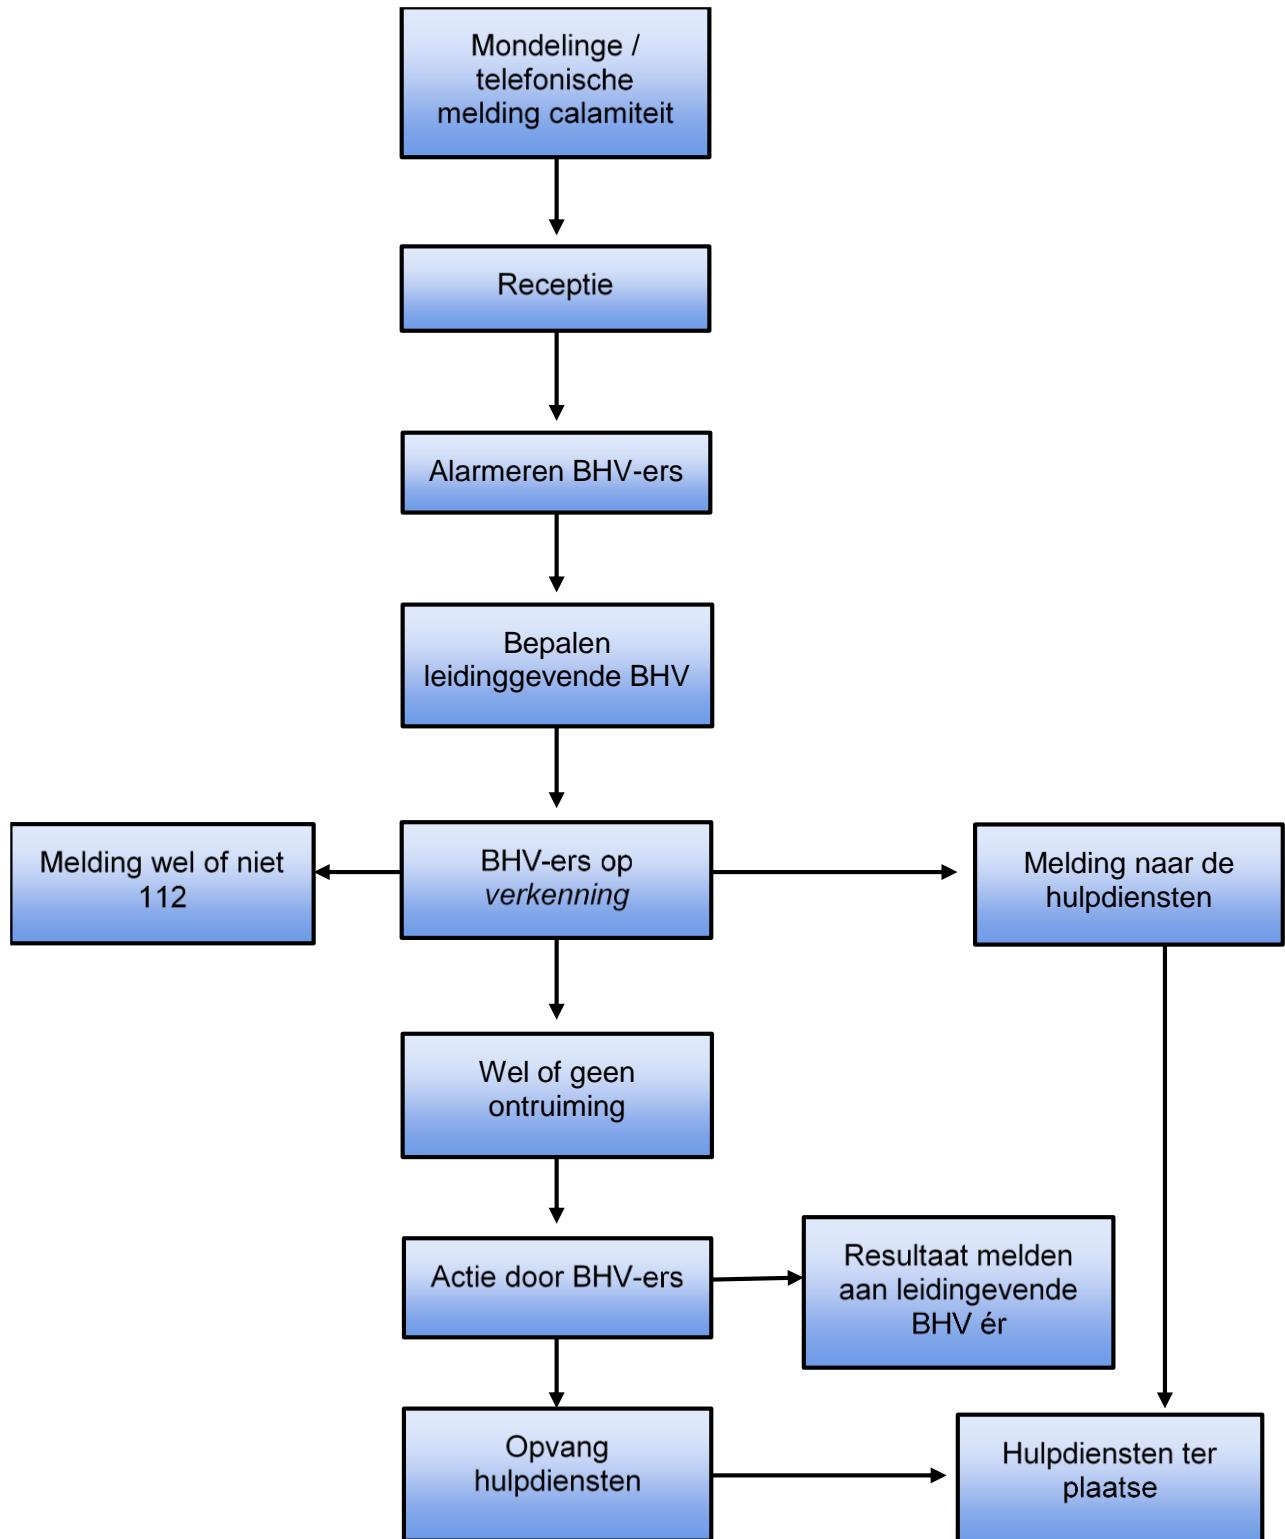 Mondelinge /
telefonische
melding calamiteit
Receptie
Alarmeren BHV-ers
Bepalen
leidinggevende BHV
Melding wel of niet
112
BHV-ers op
verkenning
Melding naar de
hulpdiensten
Wel of geen
ontruiming
Actie door BHV-ers
Resultaat melden
aan leidingevende
BHV ér
Opvang
hulpdiensten
Hulpdiensten ter
plaatse